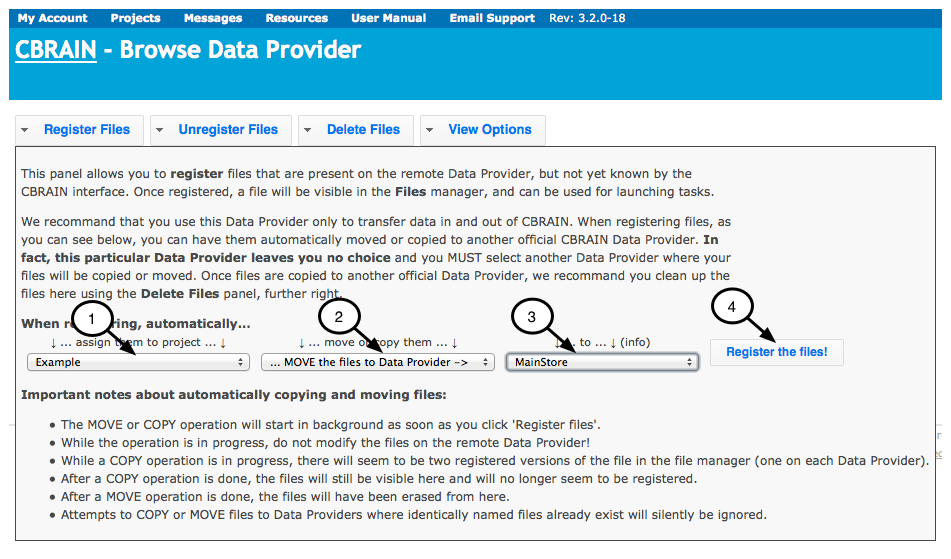 My Account Projects Messages Resources User Manual Email Support Rev: 3.2.0-18
CBRAIN - Browse Data Provider
Register Files Unregister Files Delete Files View Options
This panel allows you to register files that are present on the remote Data Provider, but not yet known by the
CBRAIN interface. Once registered, a file will be visible in the Files manager, and can be used for launching tasks.
We recommand that you use this Data Provider only to transfer data in and out of CBRAIN. When registering files, as
you can see below, you can have them automatically moved or copied to another official CBRAIN Data Provider. In
fact, this particular Data Provider leaves you no choice and you MUST select another Data Provider where your
files will be copied or moved. Once files are copied to another official Data Provider, we recommand you clean up the
files here using the Delete Files panel, further right.
1 2 3 4
When registering, automatically...
↓ ... assign them to project ... ↓ ↓ ... move or copy them ... ↓ ↓ ... to ... ↓ (info)
Example ... MOVE the files to Data Provider -> MainStore Register the files!
Important notes about automatically copying and moving files:
• The MOVE or COPY operation will start in background as soon as you click 'Register files'.
• While the operation is in progress, do not modify the files on the remote Data Provider!
• While a COPY operation is in progress, there will seem to be two registered versions of the file in the file manager (one on each Data Provider).
• After a COPY operation is done, the files will still be visible here and will no longer seem to be registered.
• After a MOVE operation is done, the files will have been erased from here.
• Attempts to COPY or MOVE files to Data Providers where identically named files already exist will silently be ignored.